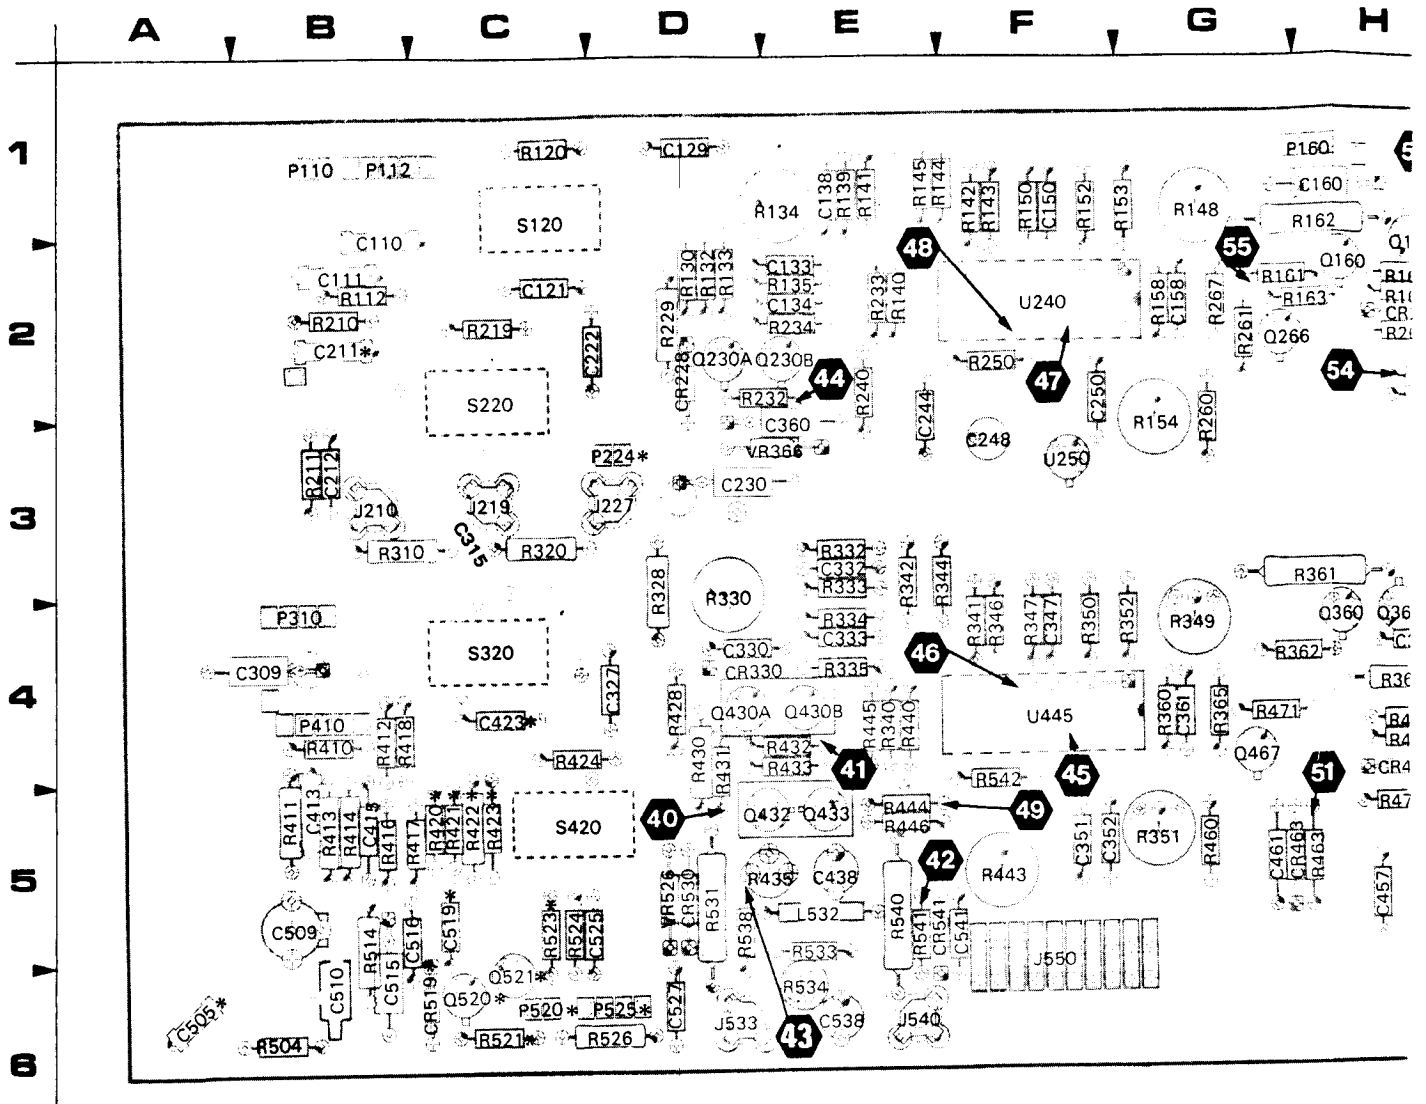 A B C D E F G H
1
R120 C129 P160
P110 P112
C138 R139 R141 R145 R144 R142 R143 R150 C150 R152 R153 C160
R134 R148
S120 R162
C110 48 55 Q160
R130 R132 R133 C133
C111 R135 R233 R140 R161
R112 C121 C134 U240 R158 C158 R267 R163
2
R210 R219 R229 R234 R261 Q266
C211* C222 CR228 Q230A Q230B R250
44 47 54
S220 R232 R240 C244 C250 R154 R260
C360 C248
VR366 U250
R211 C212 P224*
C230
3
J210 J219 J227
C315
R310 R320 R332
C332 R342 R344 R361
R328 R330 R333
P310 R334 R341 R346 R347 C347 R350 R352 R349 Q360
C333
S320 C330 46 R362
C309 CR330 R335
4
C327 R428 Q430A Q430B R445 R340 R440 U445 R360 C361 R365 R471
P410 R412 R418 C423*
R410 R424 R430 R431 R432 Q467
R433 41 R542 45 51
R411 C413 R413 R414 C415 R416 R417 R420* R421* R422* R423* S420 40 Q432 Q433 R444 49
R446 C351 C352 R351 R460 C461 CR463 R463
5
42
R435 C438 R443
VR526 CR530 R531 C457
C509 R514 C516 C519* R523* R524 C525 R538 L532 R540 R541 CR541 C541
R533 J550
C510 C515 CR519* Q520* Q521* R534
C505* P520* P525* C527 J533 43 C538 J540
R504 R521* R526
6